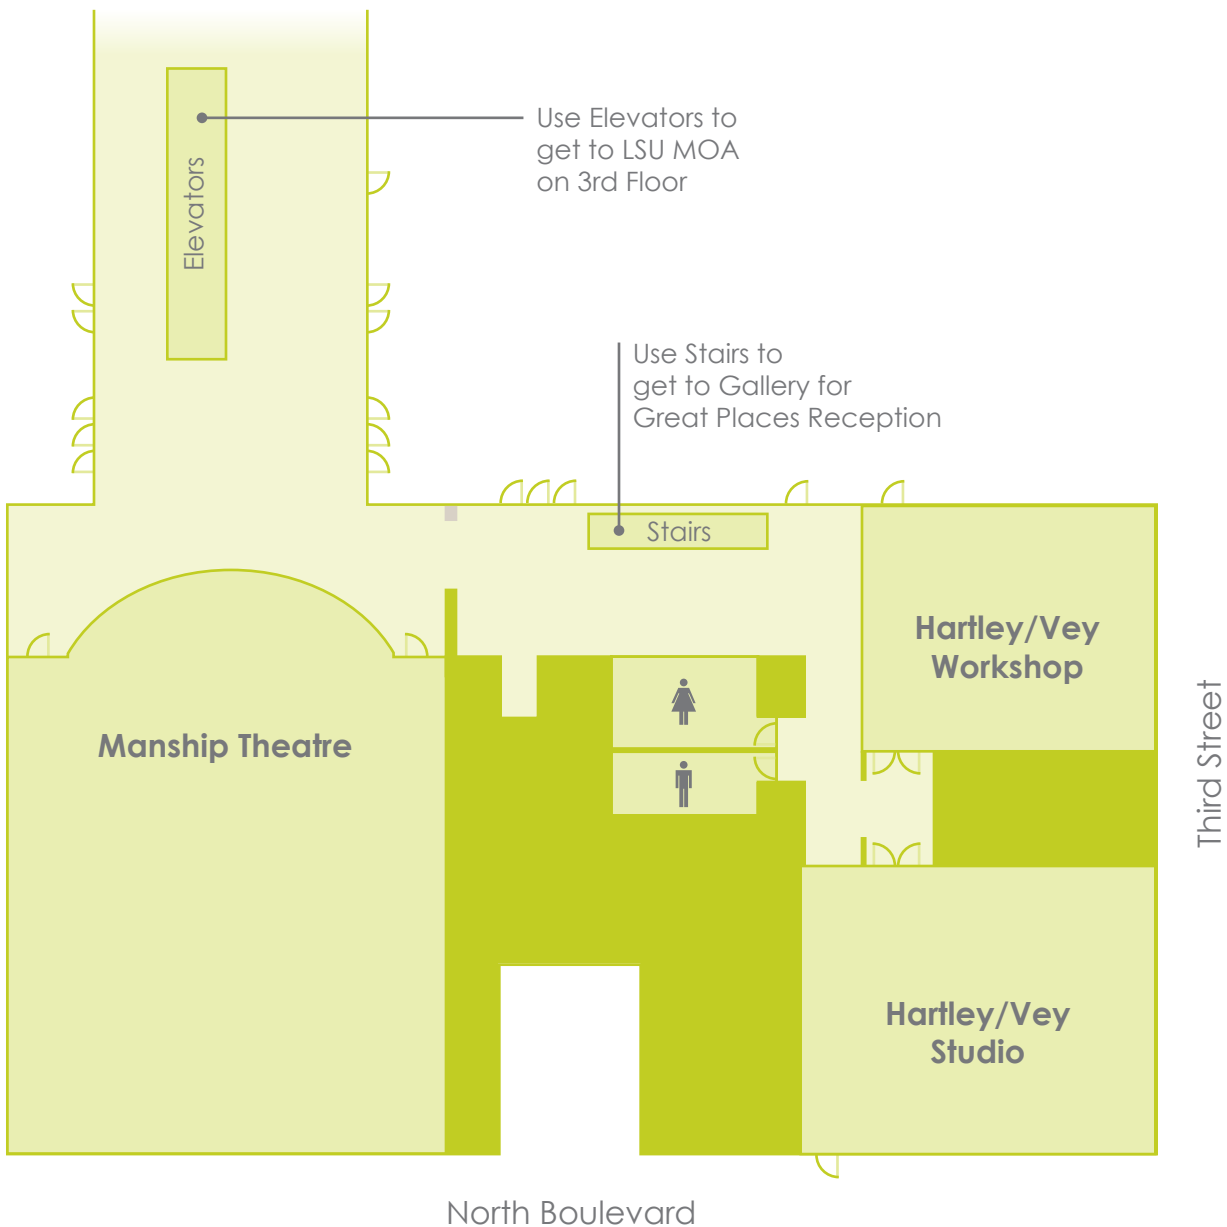 Use Elevators to
get to LSU MOA
on 3rd Floor
Elevators
Use Stairs to
get to Gallery for
Great Places Reception
Stairs
Hartley/Vey
Workshop
Manship Theatre
Third Street
Hartley/Vey
Studio
North Boulevard